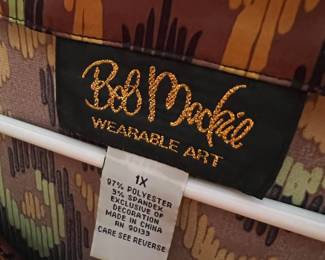 Bob Mackie
WEARABLE ART
1X
97% POLYESTER
3% SPANDEX
EXCLUSIVE OF
DECORATION
MADE IN
CHINA
RN 90133
CARE SEE REVERSE